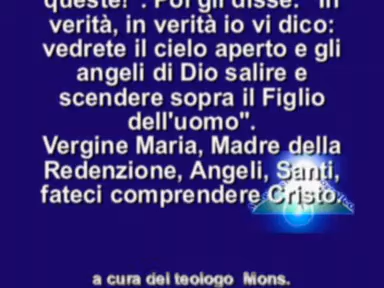 queste!". Poi gli disse: "In
verità, in verità io vi dico:
vedrete il cielo aperto e gli
angeli di Dio salire e
scendere sopra il Figlio
dell'uomo".
Vergine Maria, Madre della
Redenzione, Angeli, Santi,
fateci comprendere Cristo.
a cura del teologo Mons.